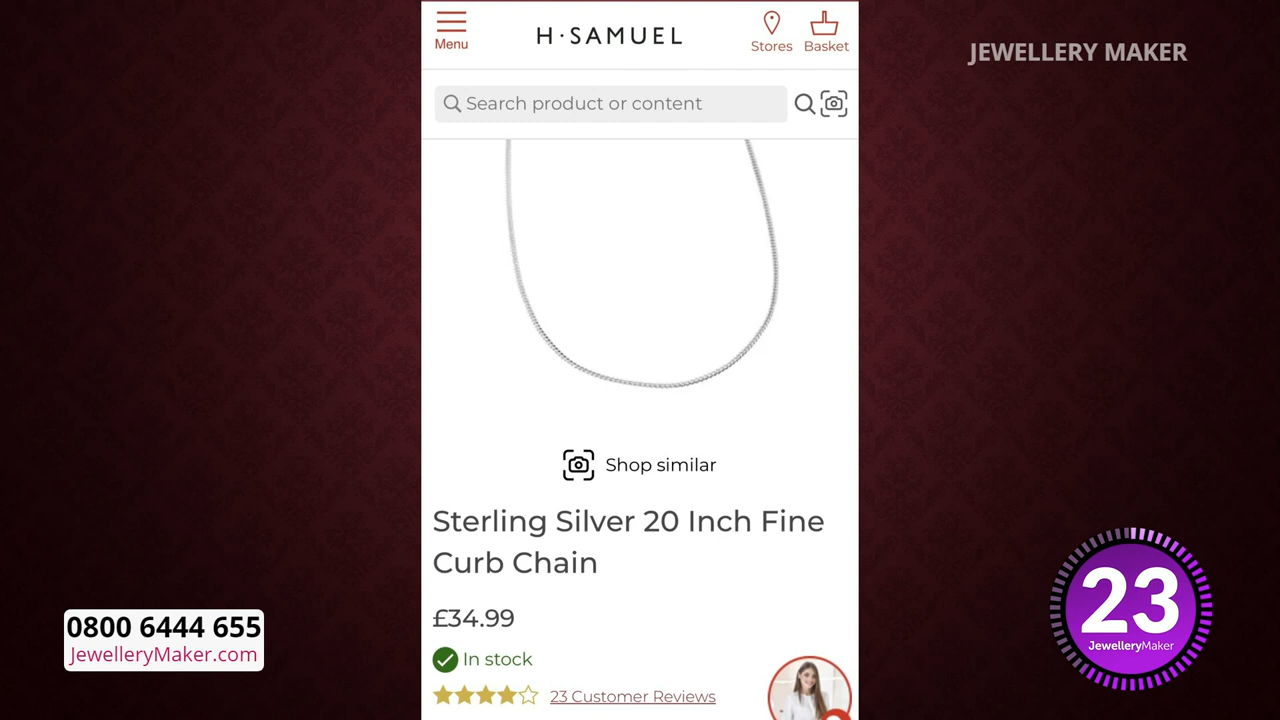 Menu
H·SAMUEL
Stores
Basket
JEWELLERY MAKER
Search product or content
Shop similar
Sterling Silver 20 Inch Fine
Curb Chain
£34.99
In stock
23 Customer Reviews
0800 6444 655
JewelleryMaker.com
23
JewelleryMaker